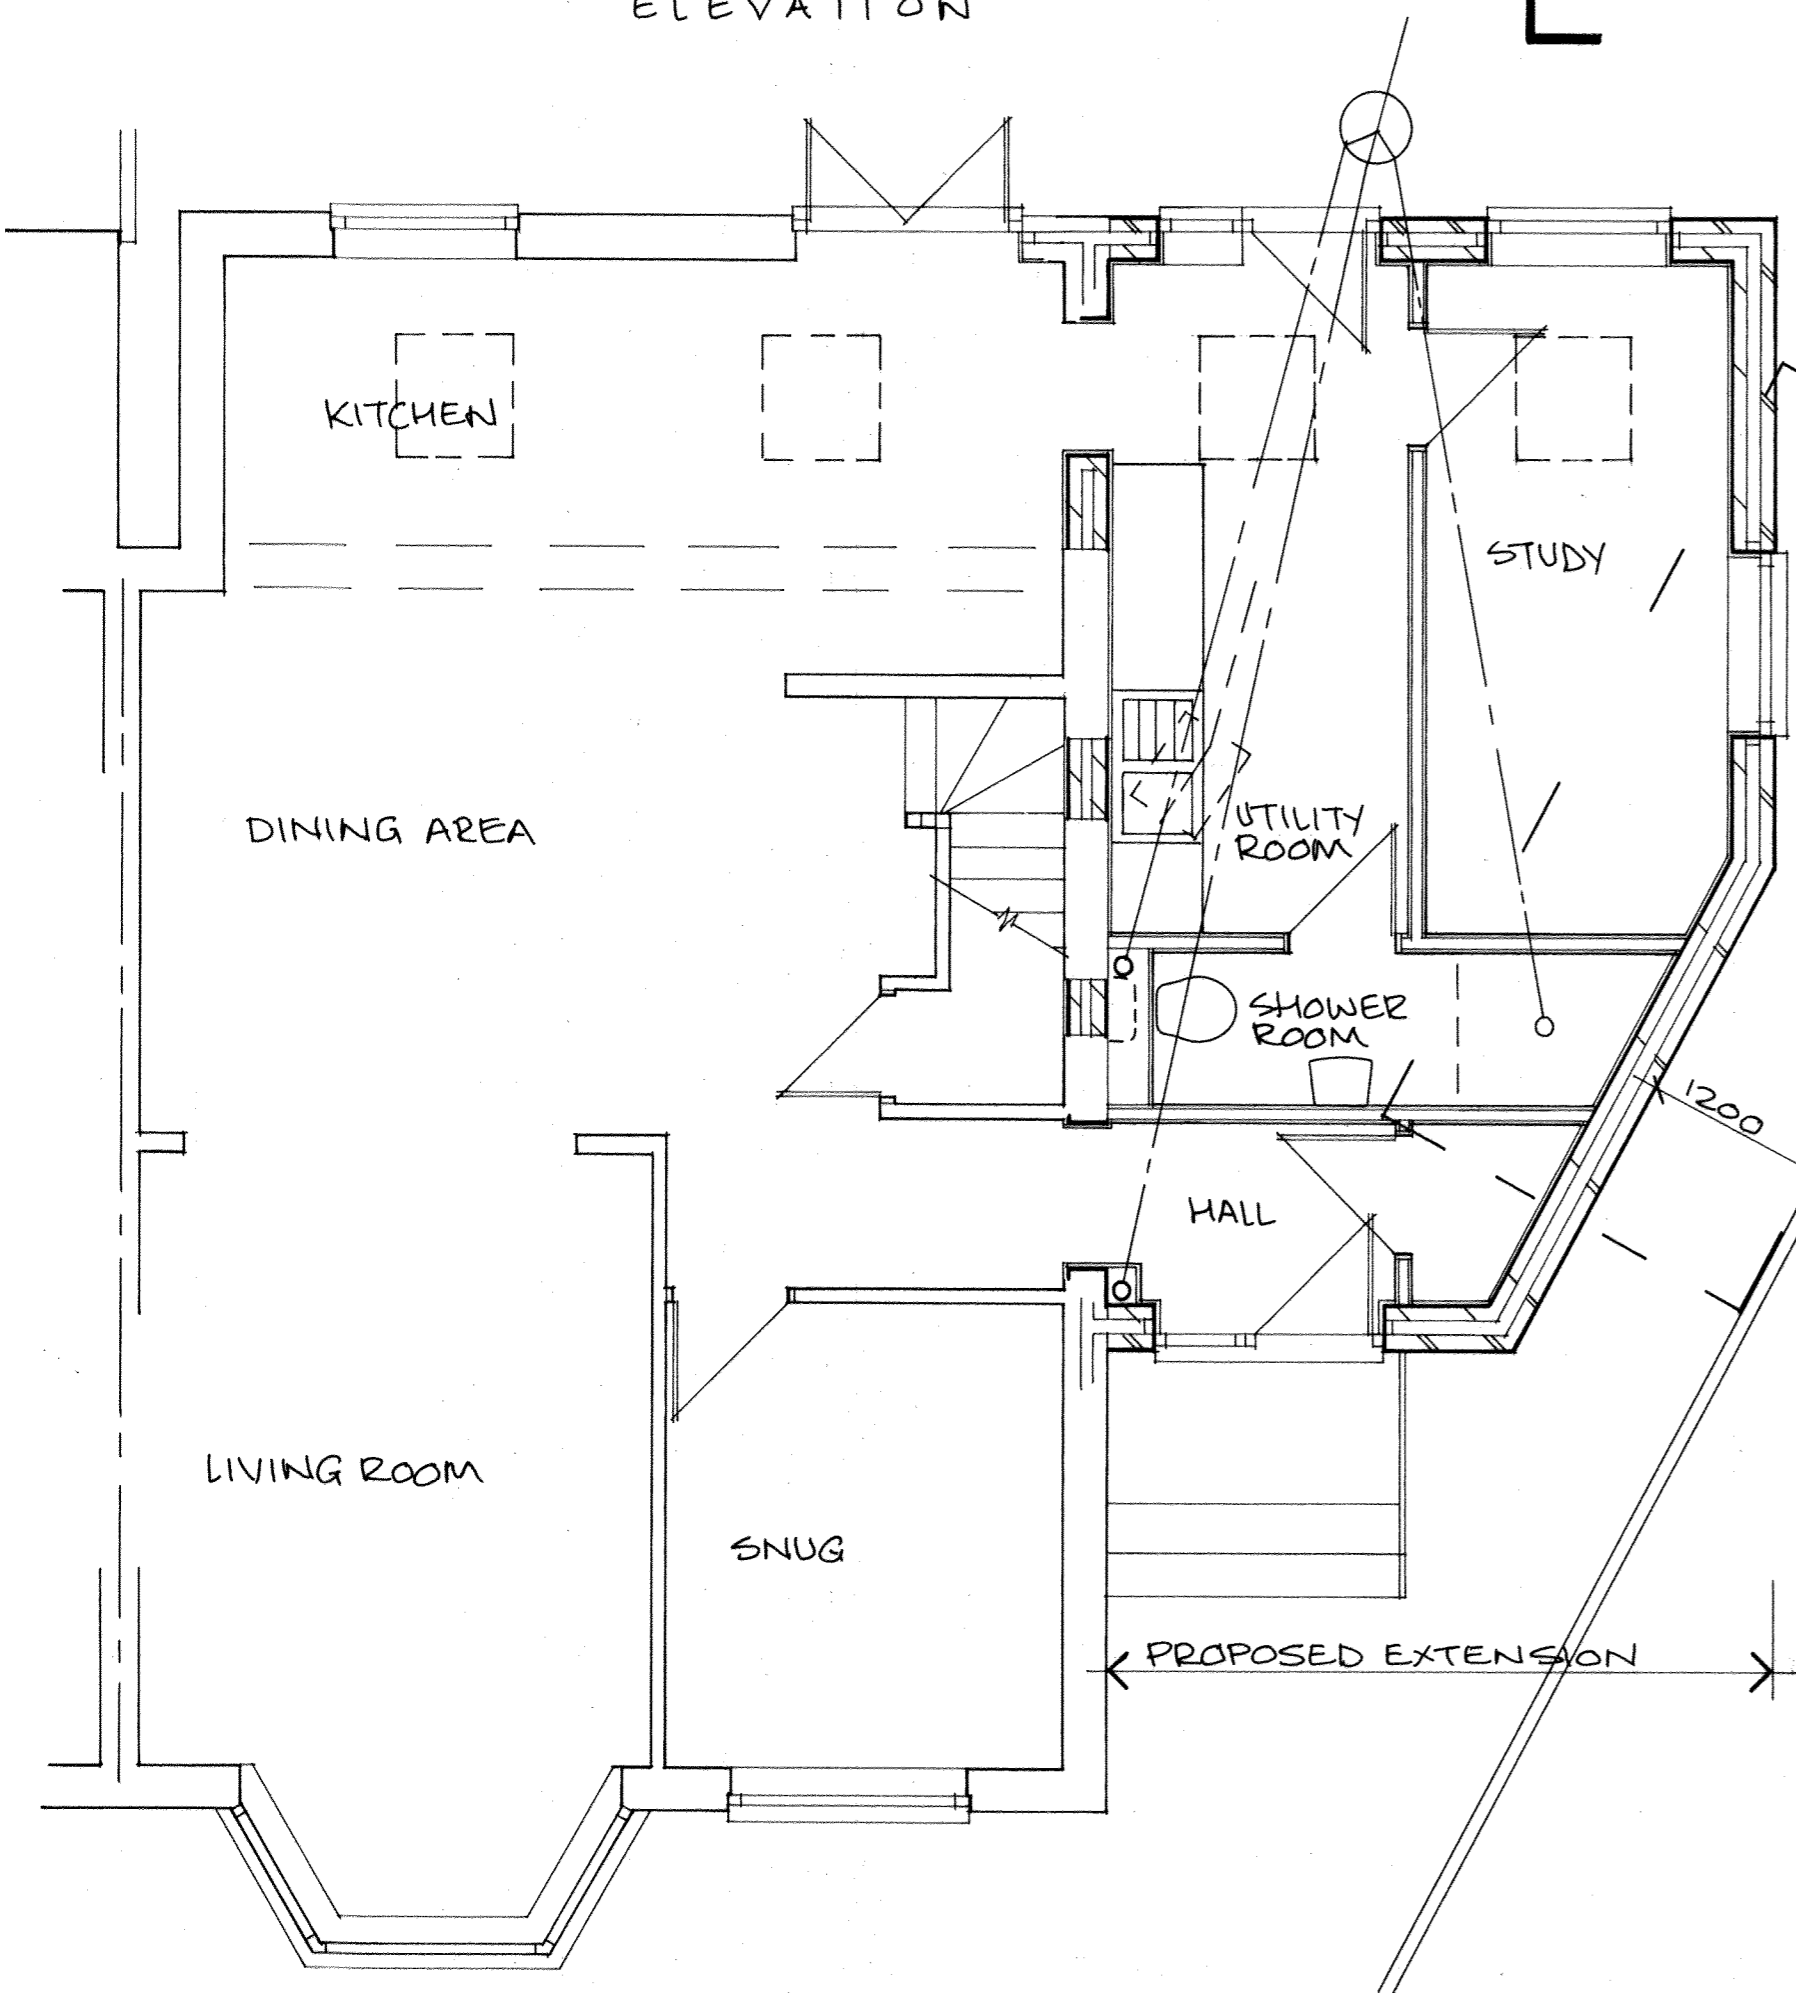 ELEVATION
KITCHEN
STUDY
DINING AREA
UTILITY
ROOM
SHOWER
ROOM
1200
HALL
LIVING ROOM
SNUG
PROPOSED EXTENSION